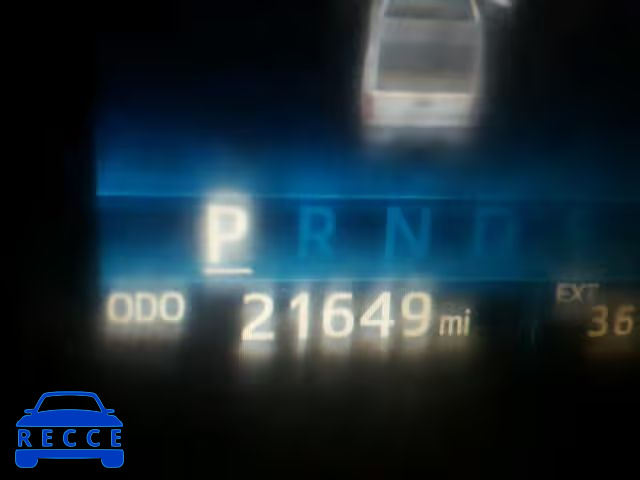 P R N D
ODO 21649 mi
EXT
36
RECCE